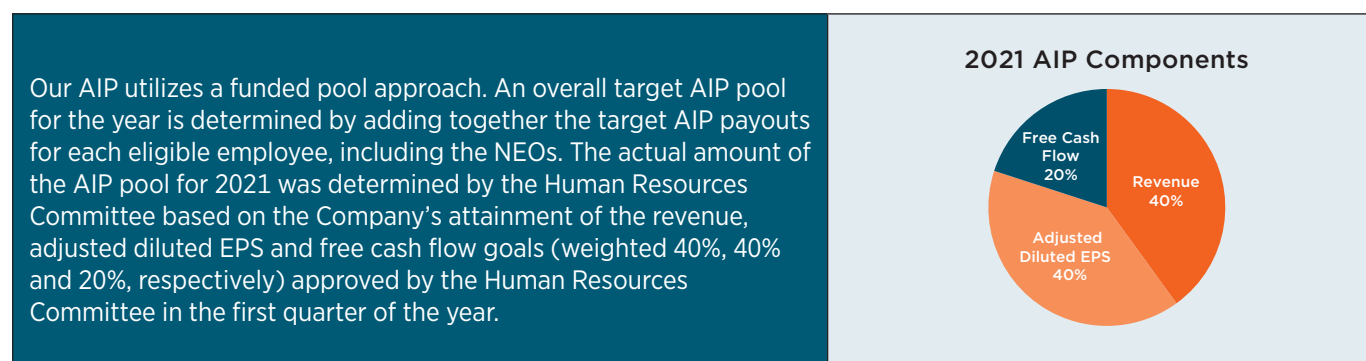 Our AIP utilizes a funded pool approach. An overall target AIP pool
for the year is determined by adding together the target AIP payouts
for each eligible employee, including the NEOs. The actual amount of
the AIP pool for 2021 was determined by the Human Resources
Committee based on the Company’s attainment of the revenue,
adjusted diluted EPS and free cash flow goals (weighted 40%, 40%
and 20%, respectively) approved by the Human Resources
Committee in the first quarter of the year.
2021 AIP Components
Free Cash
Flow
20%
Revenue
40%
Adjusted
Diluted EPS
40%